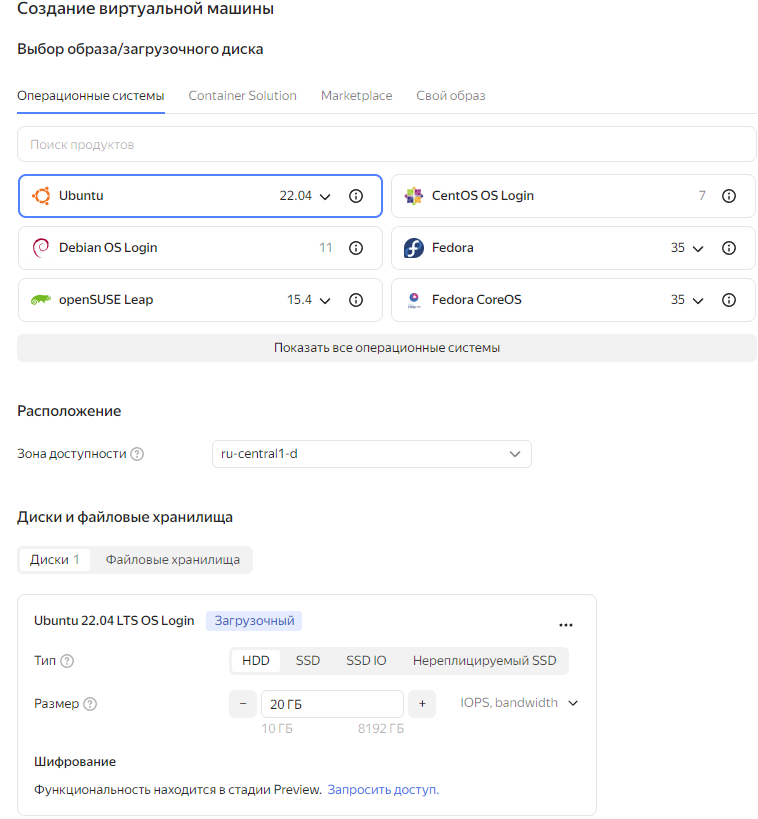 Создание виртуальной машины
Выбор образа/загрузочного диска
Операционные системы Container Solution Marketplace Свой образ
Поиск продуктов
Ubuntu 22.04 CentOS OS Login 7
Debian OS Login 11 Fedora 35
openSUSE Leap 15.4 Fedora CoreOS 35
Показать все операционные системы
Расположение
Зона доступности ru-central1-d
Диски и файловые хранилища
Диски 1 Файловые хранилища
Ubuntu 22.04 LTS OS Login Загрузочный
Тип HDD SSD SSD IO Нереплицируемый SSD
Размер − 20 ГБ + IOPS, bandwidth
10 ГБ 8192 ГБ
Шифрование
Функциональность находится в стадии Preview. Запросить доступ.